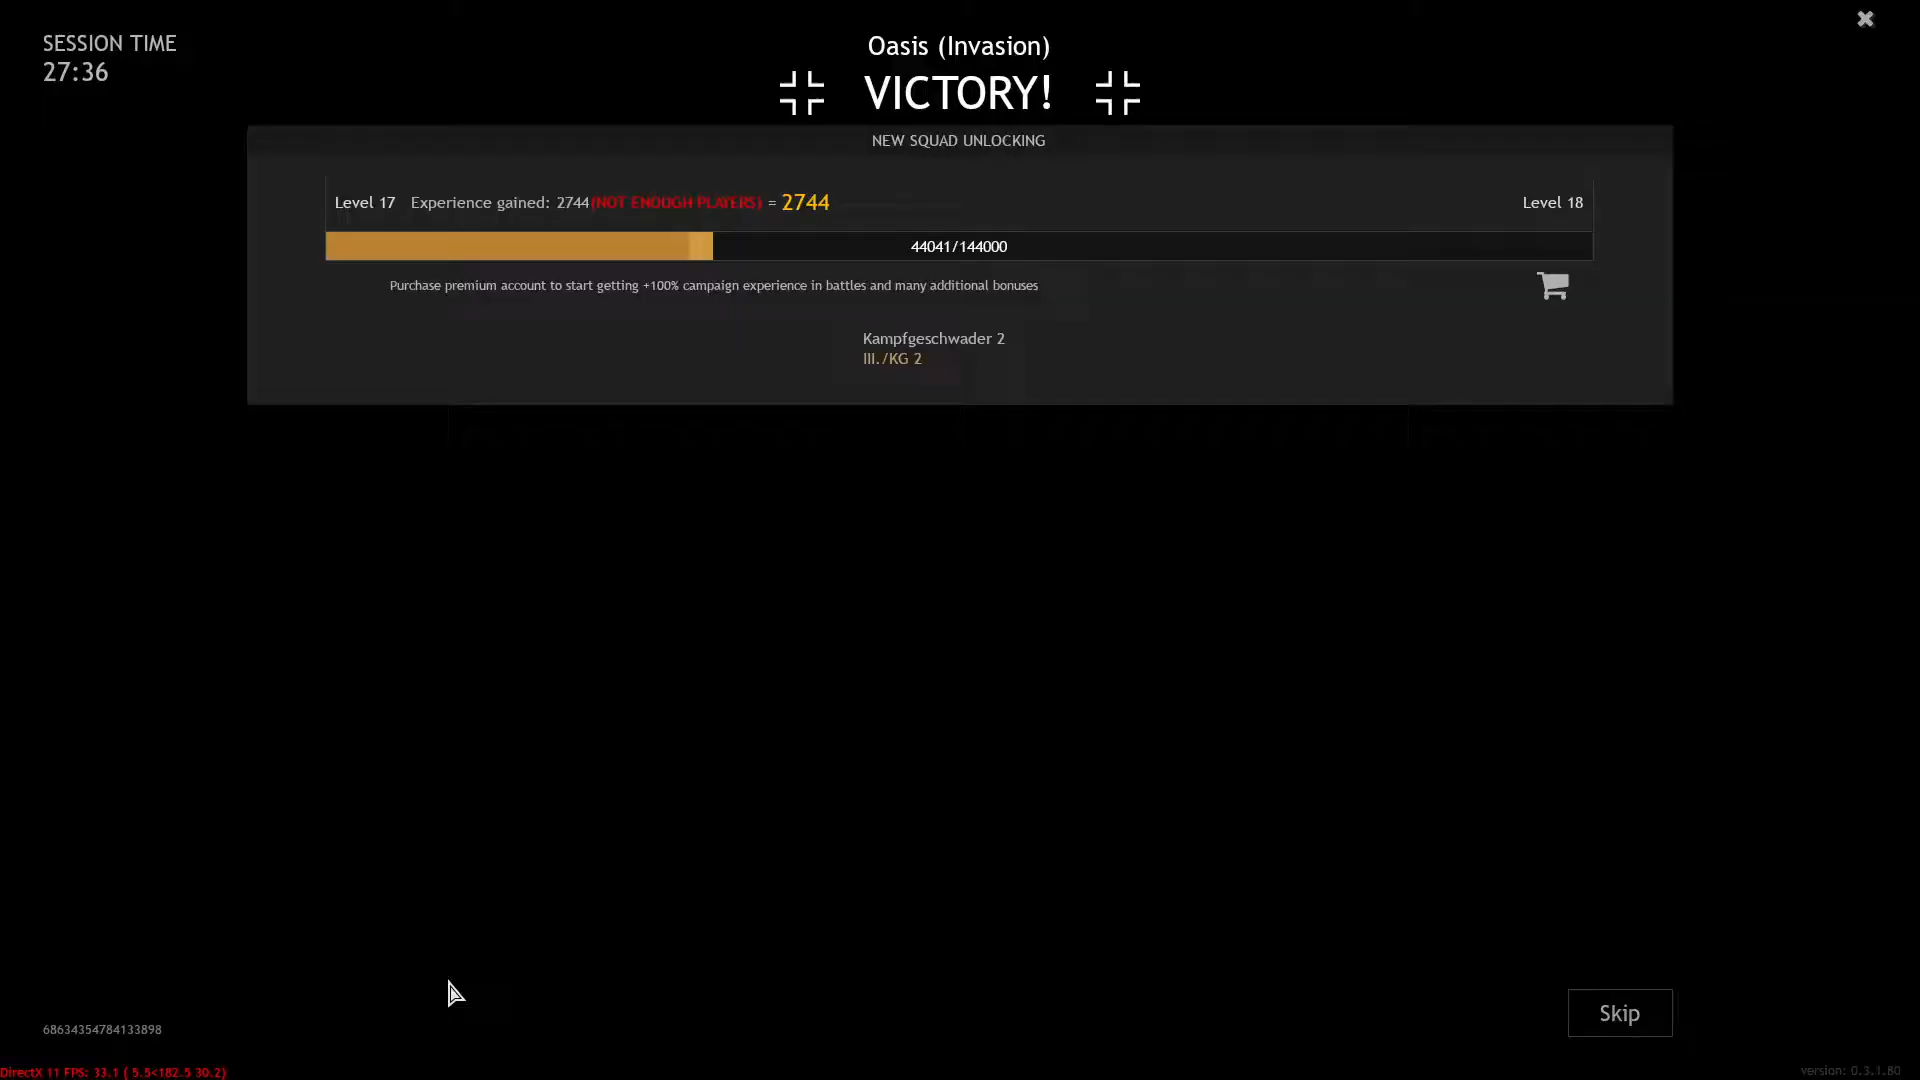 SESSION TIME
27:36
Oasis (Invasion)
VICTORY!
NEW SQUAD UNLOCKING
Level 17 Experience gained: 2744(NOT ENOUGH PLAYERS) = 2744 Level 18
44041/144000
Purchase premium account to start getting +100% campaign experience in battles and many additional bonuses
Kampfgeschwader 2
III./KG 2
Skip
68634354784133898
DirectX 11 FPS: 33.1 ( 5.5<182.5 30.2)
version: 0.3.1.80